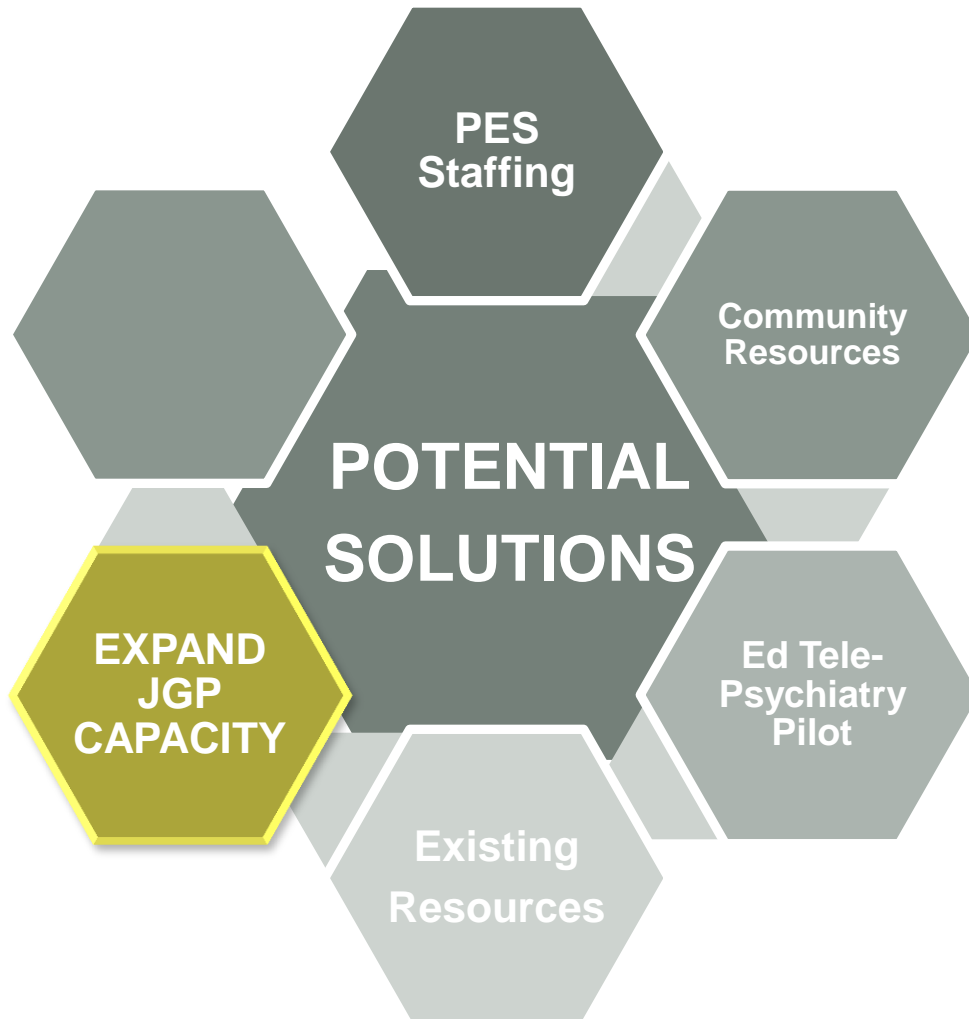 PES
Staffing
Community
Resources
POTENTIAL
SOLUTIONS
Ed Tele-
Psychiatry
Pilot
EXPAND
JGP
CAPACITY
Existing
Resources